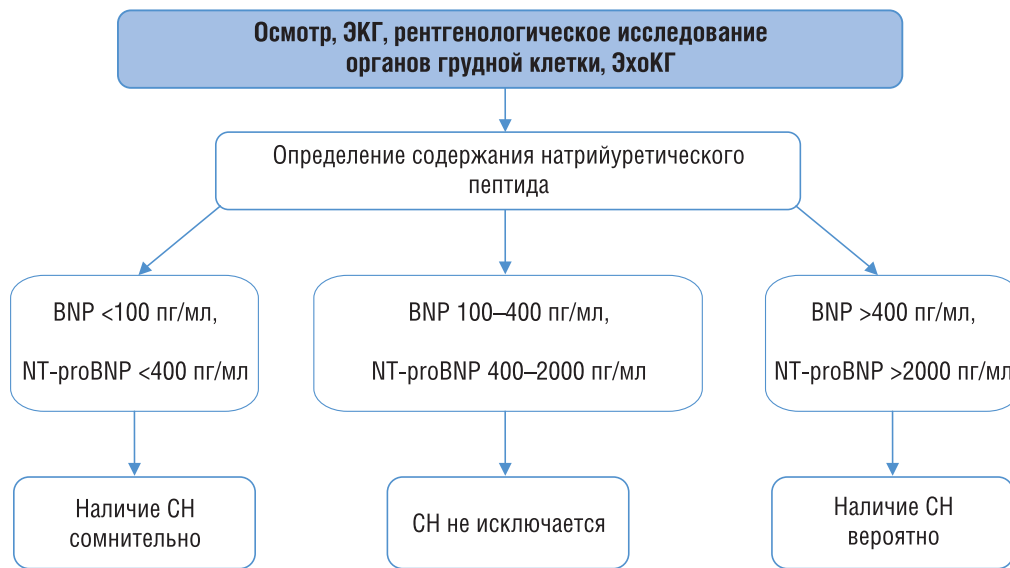 Осмотр, ЭКГ, рентгенологическое исследование
органов грудной клетки, ЭхоКГ
Определение содержания натрийуретического
пептида
BNP <100 пг/мл,
NT-proBNP <400 пг/мл
BNP 100–400 пг/мл,
NT-proBNP 400–2000 пг/мл
BNP >400 пг/мл,
NT-proBNP >2000 пг/мл
Наличие СН
сомнительно
СН не исключается
Наличие СН
вероятно